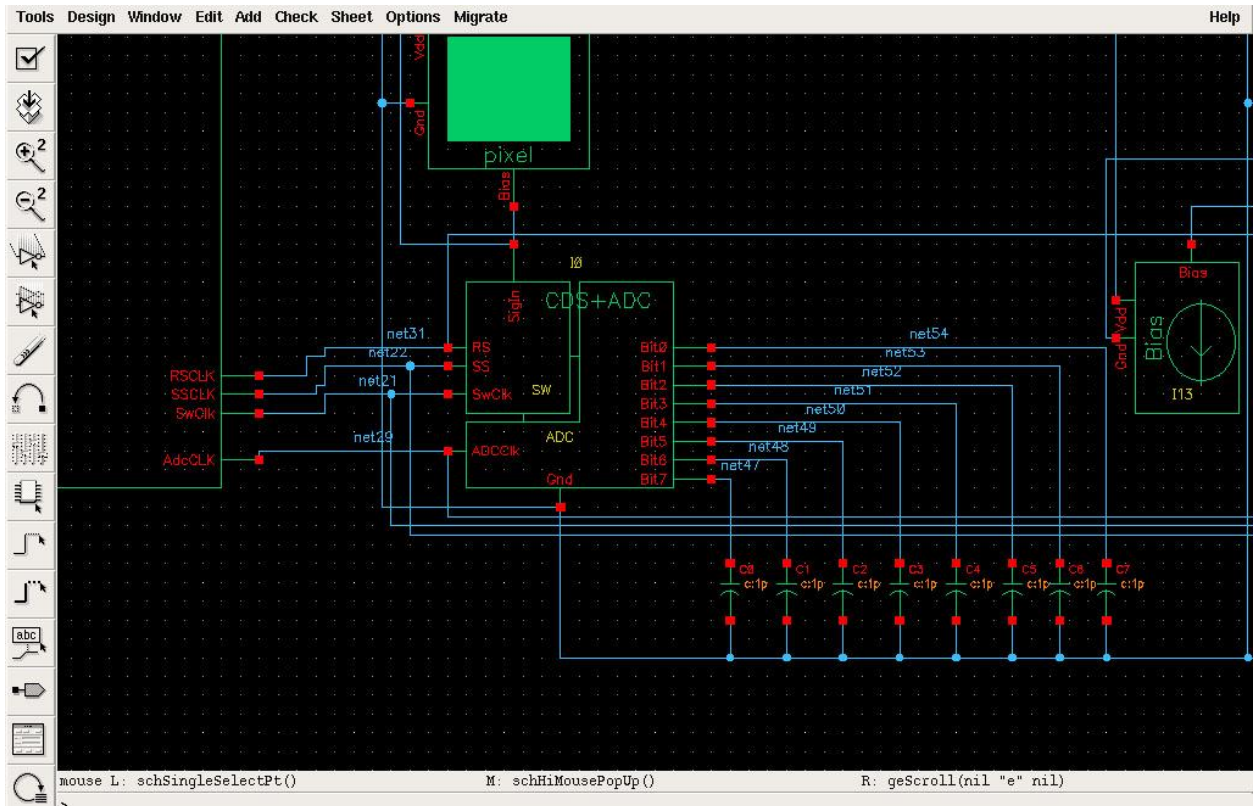 Tools Design Window Edit Add Check Sheet Options Migrate Help
2
2
abc
Vdd
Gnd
pixel
Bias
I0
SigIn
CDS+ADC
net31
net22
net21
net29
RSCLK
SSCLK
SwClk
AdcCLK
RS
SS
SwClk
SW
ADC
ADCClk
Gnd
Bit0
Bit1
Bit2
Bit3
Bit4
Bit5
Bit6
Bit7
net54
net53
net52
net51
net50
net49
net48
net47
Bias
Vdd
Gnd
Bias
I13
C0 C1 C2 C3 C4 C5 C6 C7
c:1p c:1p c:1p c:1p c:1p c:1p c:1p c:1p
mouse L: schSingleSelectPt() M: schHiMousePopUp() R: geScroll(nil "e" nil)
>